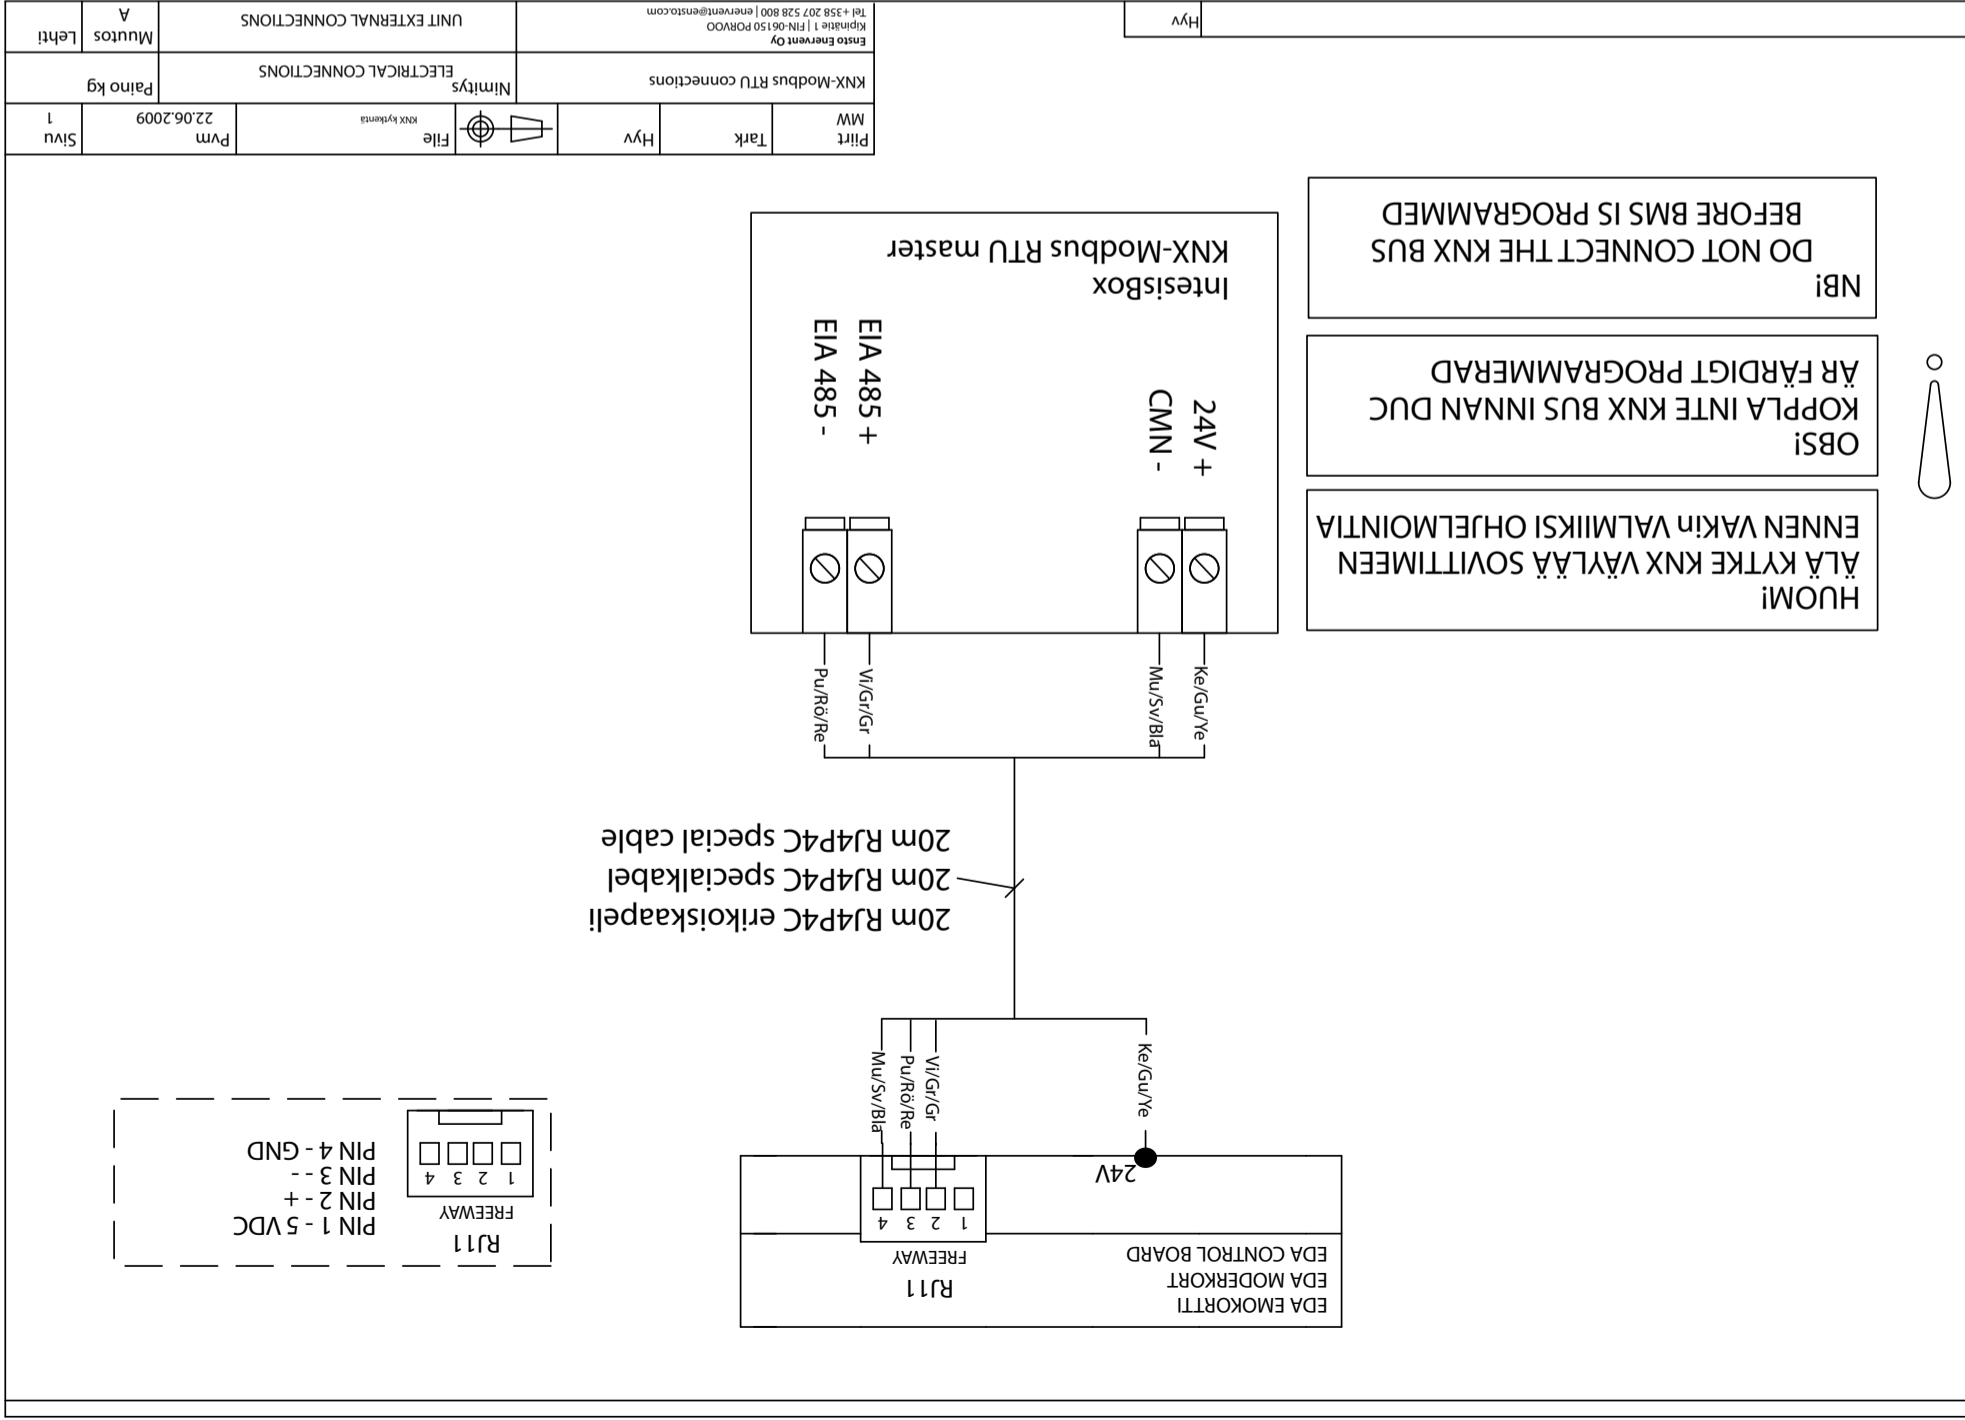 EDA EMOKORTTI
EDA MODERKORT
EDA CONTROL BOARD
24V
RJ11
FREEWAY
1 2 3 4
Ke/Gu/Ye
Vi/Gr/Gr
Pu/Rö/Re
Mu/Sv/Bla
RJ11
FREEWAY
1 2 3 4
PIN 1 - 5 VDC
PIN 2 - +
PIN 3 - -
PIN 4 - GND
20m RJ4P4C erikoiskaapeli
20m RJ4P4C specialkabel
20m RJ4P4C special cable
Ke/Gu/Ye
Mu/Sv/Bla
Vi/Gr/Gr
Pu/Rö/Re
24V +
CMN -
EIA 485 +
EIA 485 -
IntesisBox
KNX-Modbus RTU master
HUOM!
ÄLÄ KYTKE KNX VÄYLÄÄ SOVITTIMEEN
ENNEN VAKin VALMIIKSI OHJELMOINTIA
OBS!
KOPPLA INTE KNX BUS INNAN DUC
ÄR FÄRDIGT PROGRAMMERAD
NB!
DO NOT CONNECT THE KNX BUS
BEFORE BMS IS PROGRAMMED
Piirt
MW
Tark
Hyv
File
KNX kytkentä
Pvm
22.06.2009
Sivu
1
KNX-Modbus RTU connections
Nimitys
ELECTRICAL CONNECTIONS
Paino kg
Ensto Enervent Oy
Kipinätie 1 | FIN-06150 PORVOO
Tel +358 207 528 800 | enervent@ensto.com
UNIT EXTERNAL CONNECTIONS
Muutos
A
Lehti
Hyv